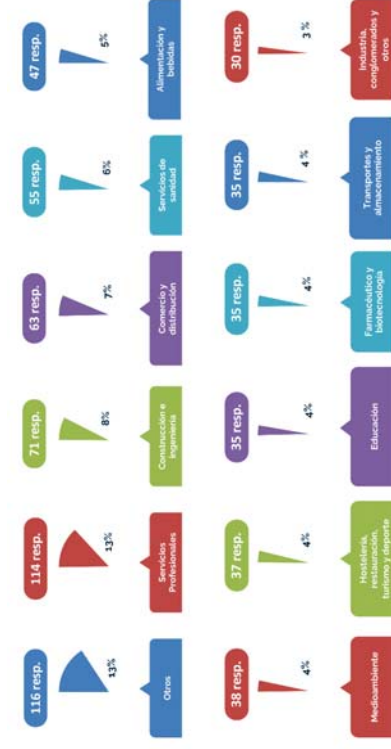 116 resp.
13%
Otros
114 resp.
13%
Servicios
Profesionales
71 resp.
8%
Construcción e
ingeniería
63 resp.
7%
Comercio y
distribución
55 resp.
6%
Servicios de
sanidad
47 resp.
5%
Alimentación y
bebidas
38 resp.
4%
Medioambiente
37 resp.
4%
Hostelería,
restauración,
turismo y deporte
35 resp.
4%
Educación
35 resp.
4%
Farmacéutico y
biotecnología
35 resp.
4 %
Transportes y
almacenamiento
30 resp.
3 %
Industria,
conglomerados y
otros